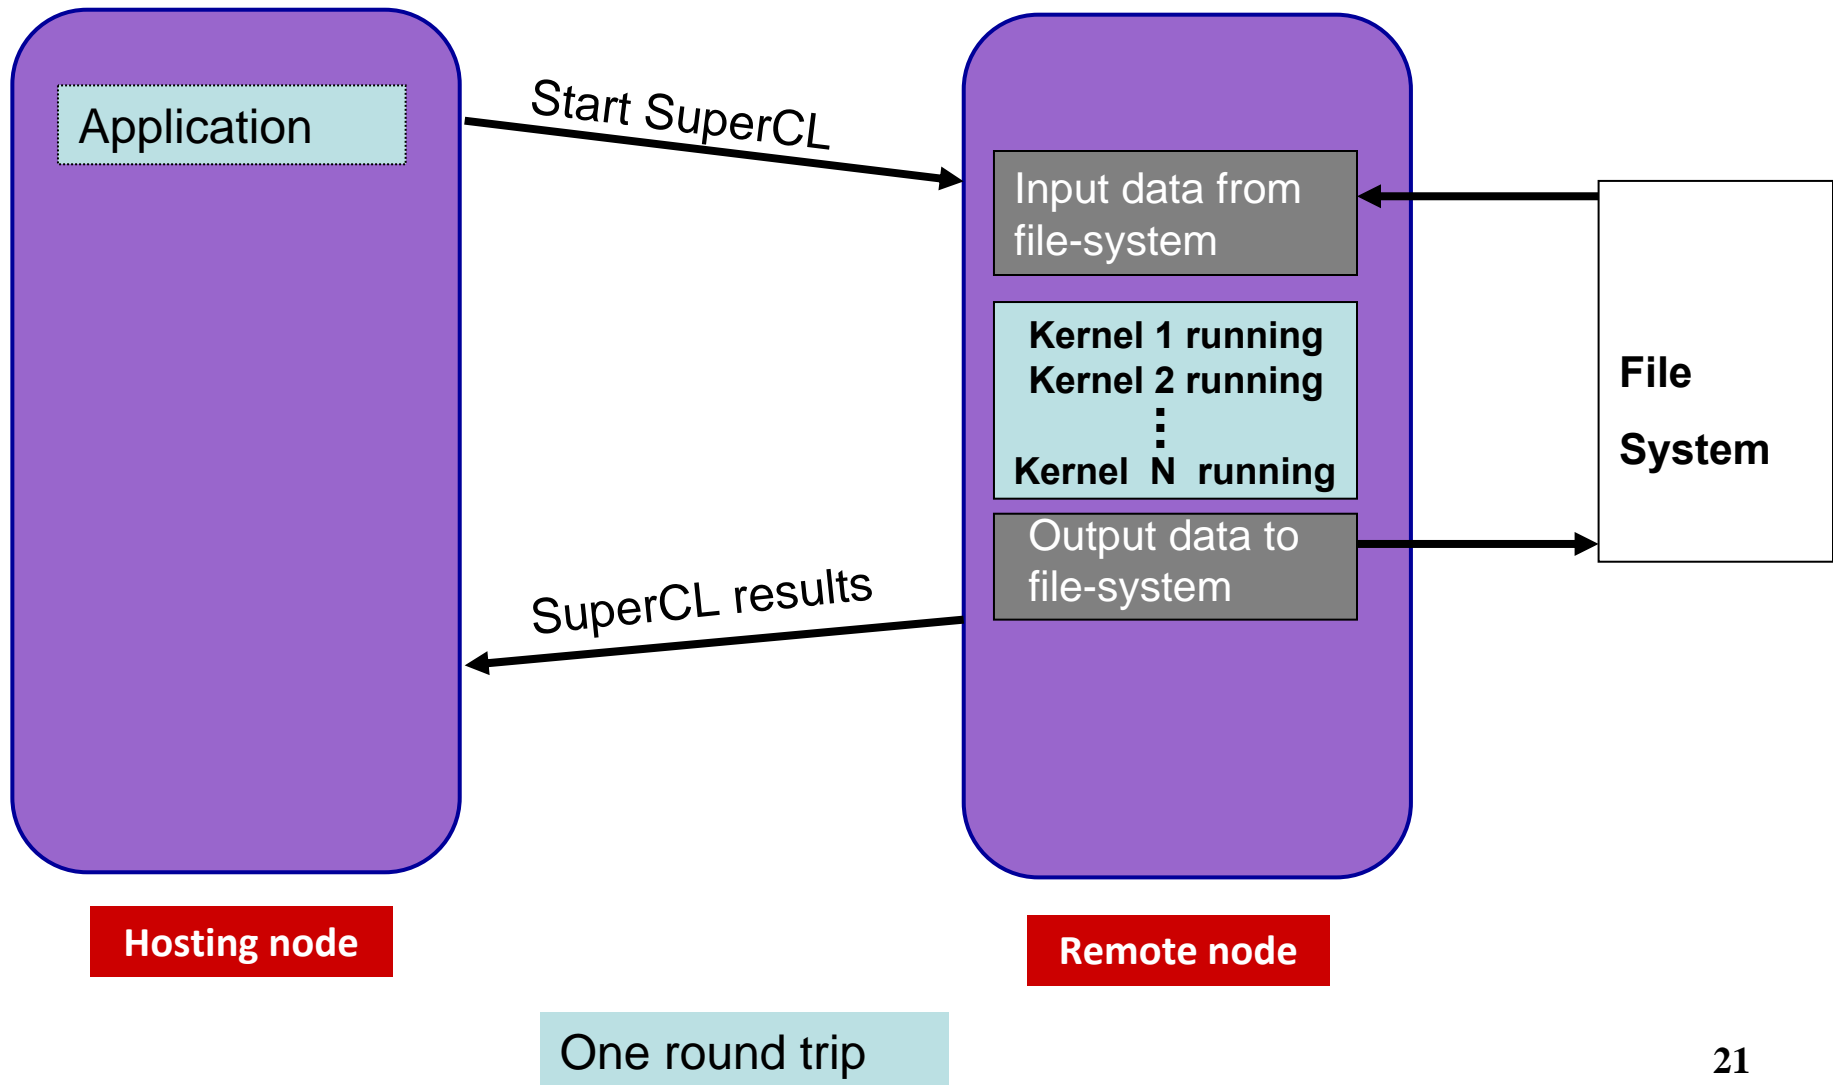 Application
Start SuperCL
Input data from
file-system
Kernel 1 running
Kernel 2 running
Kernel N running
Output data to
file-system
SuperCL results
File
System
Hosting node
Remote node
One round trip
21